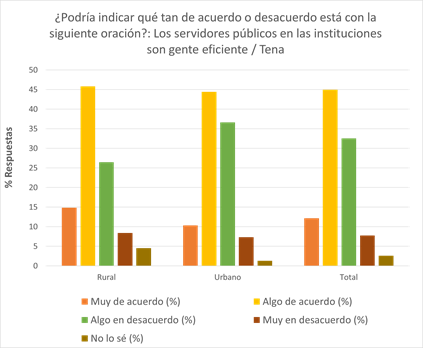 ¿Podría indicar qué tan de acuerdo o desacuerdo está con la
siguiente oración?: Los servidores públicos en las instituciones
son gente eficiente / Tena
% Respuestas
50
45
40
35
30
25
20
15
10
5
0
Rural
Urbano
Total
Muy de acuerdo (%)
Algo de acuerdo (%)
Algo en desacuerdo (%)
Muy en desacuerdo (%)
No lo sé (%)